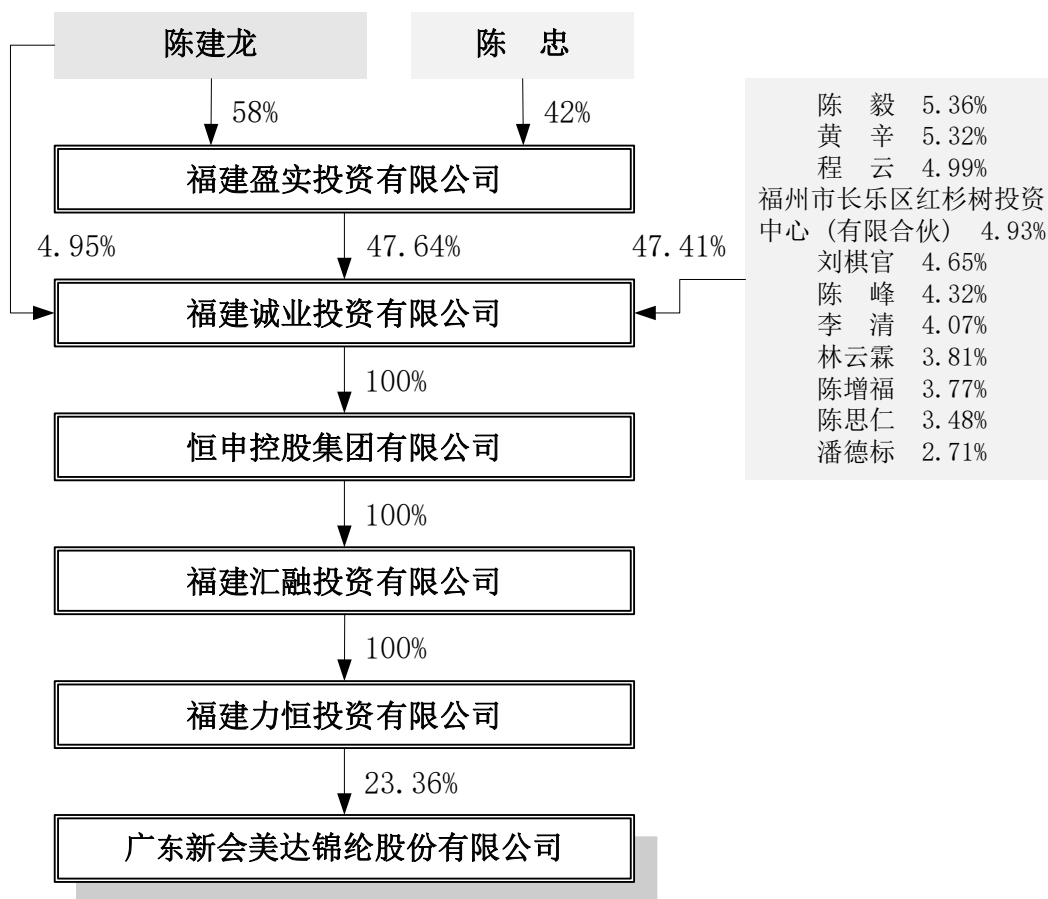 陈建龙
陈 忠
58%
42%
陈 毅 5.36%
黄 辛 5.32%
程 云 4.99%
福州市长乐区红杉树投资
中心（有限合伙） 4.93%
刘棋官 4.65%
陈 峰 4.32%
李 清 4.07%
林云霖 3.81%
陈增福 3.77%
陈思仁 3.48%
潘德标 2.71%
福建盈实投资有限公司
4.95%
47.64%
47.41%
福建诚业投资有限公司
100%
恒申控股集团有限公司
100%
福建汇融投资有限公司
100%
福建力恒投资有限公司
23.36%
广东新会美达锦纶股份有限公司